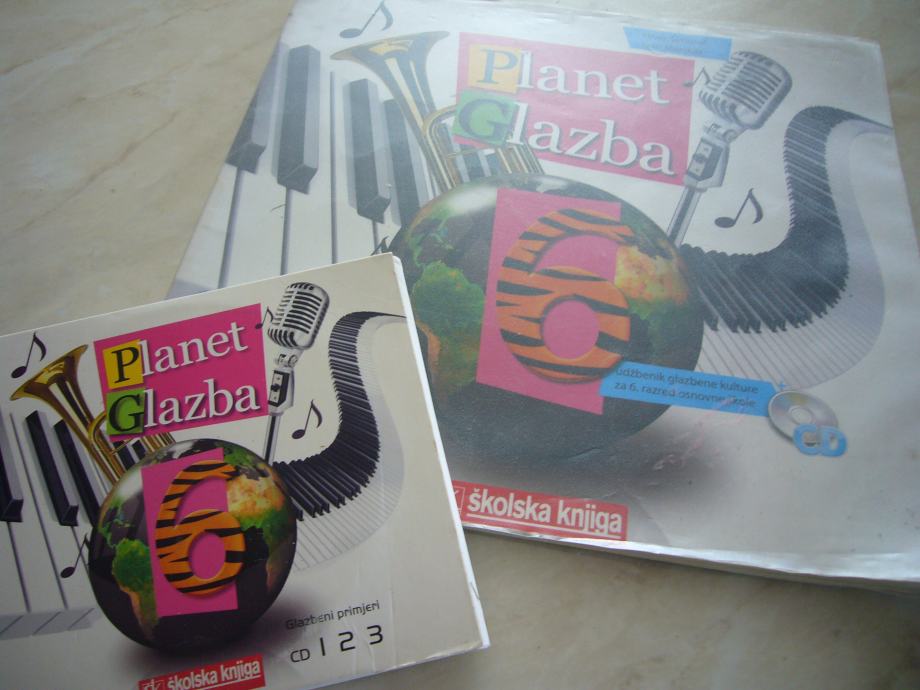 Planet
Glazba
6
udžbenik glazbene kulture
za 6. razred osnovne škole
CD
školska knjiga
Planet
Glazba
6
Glazbeni primjeri
CD 1 2 3
školska knjiga